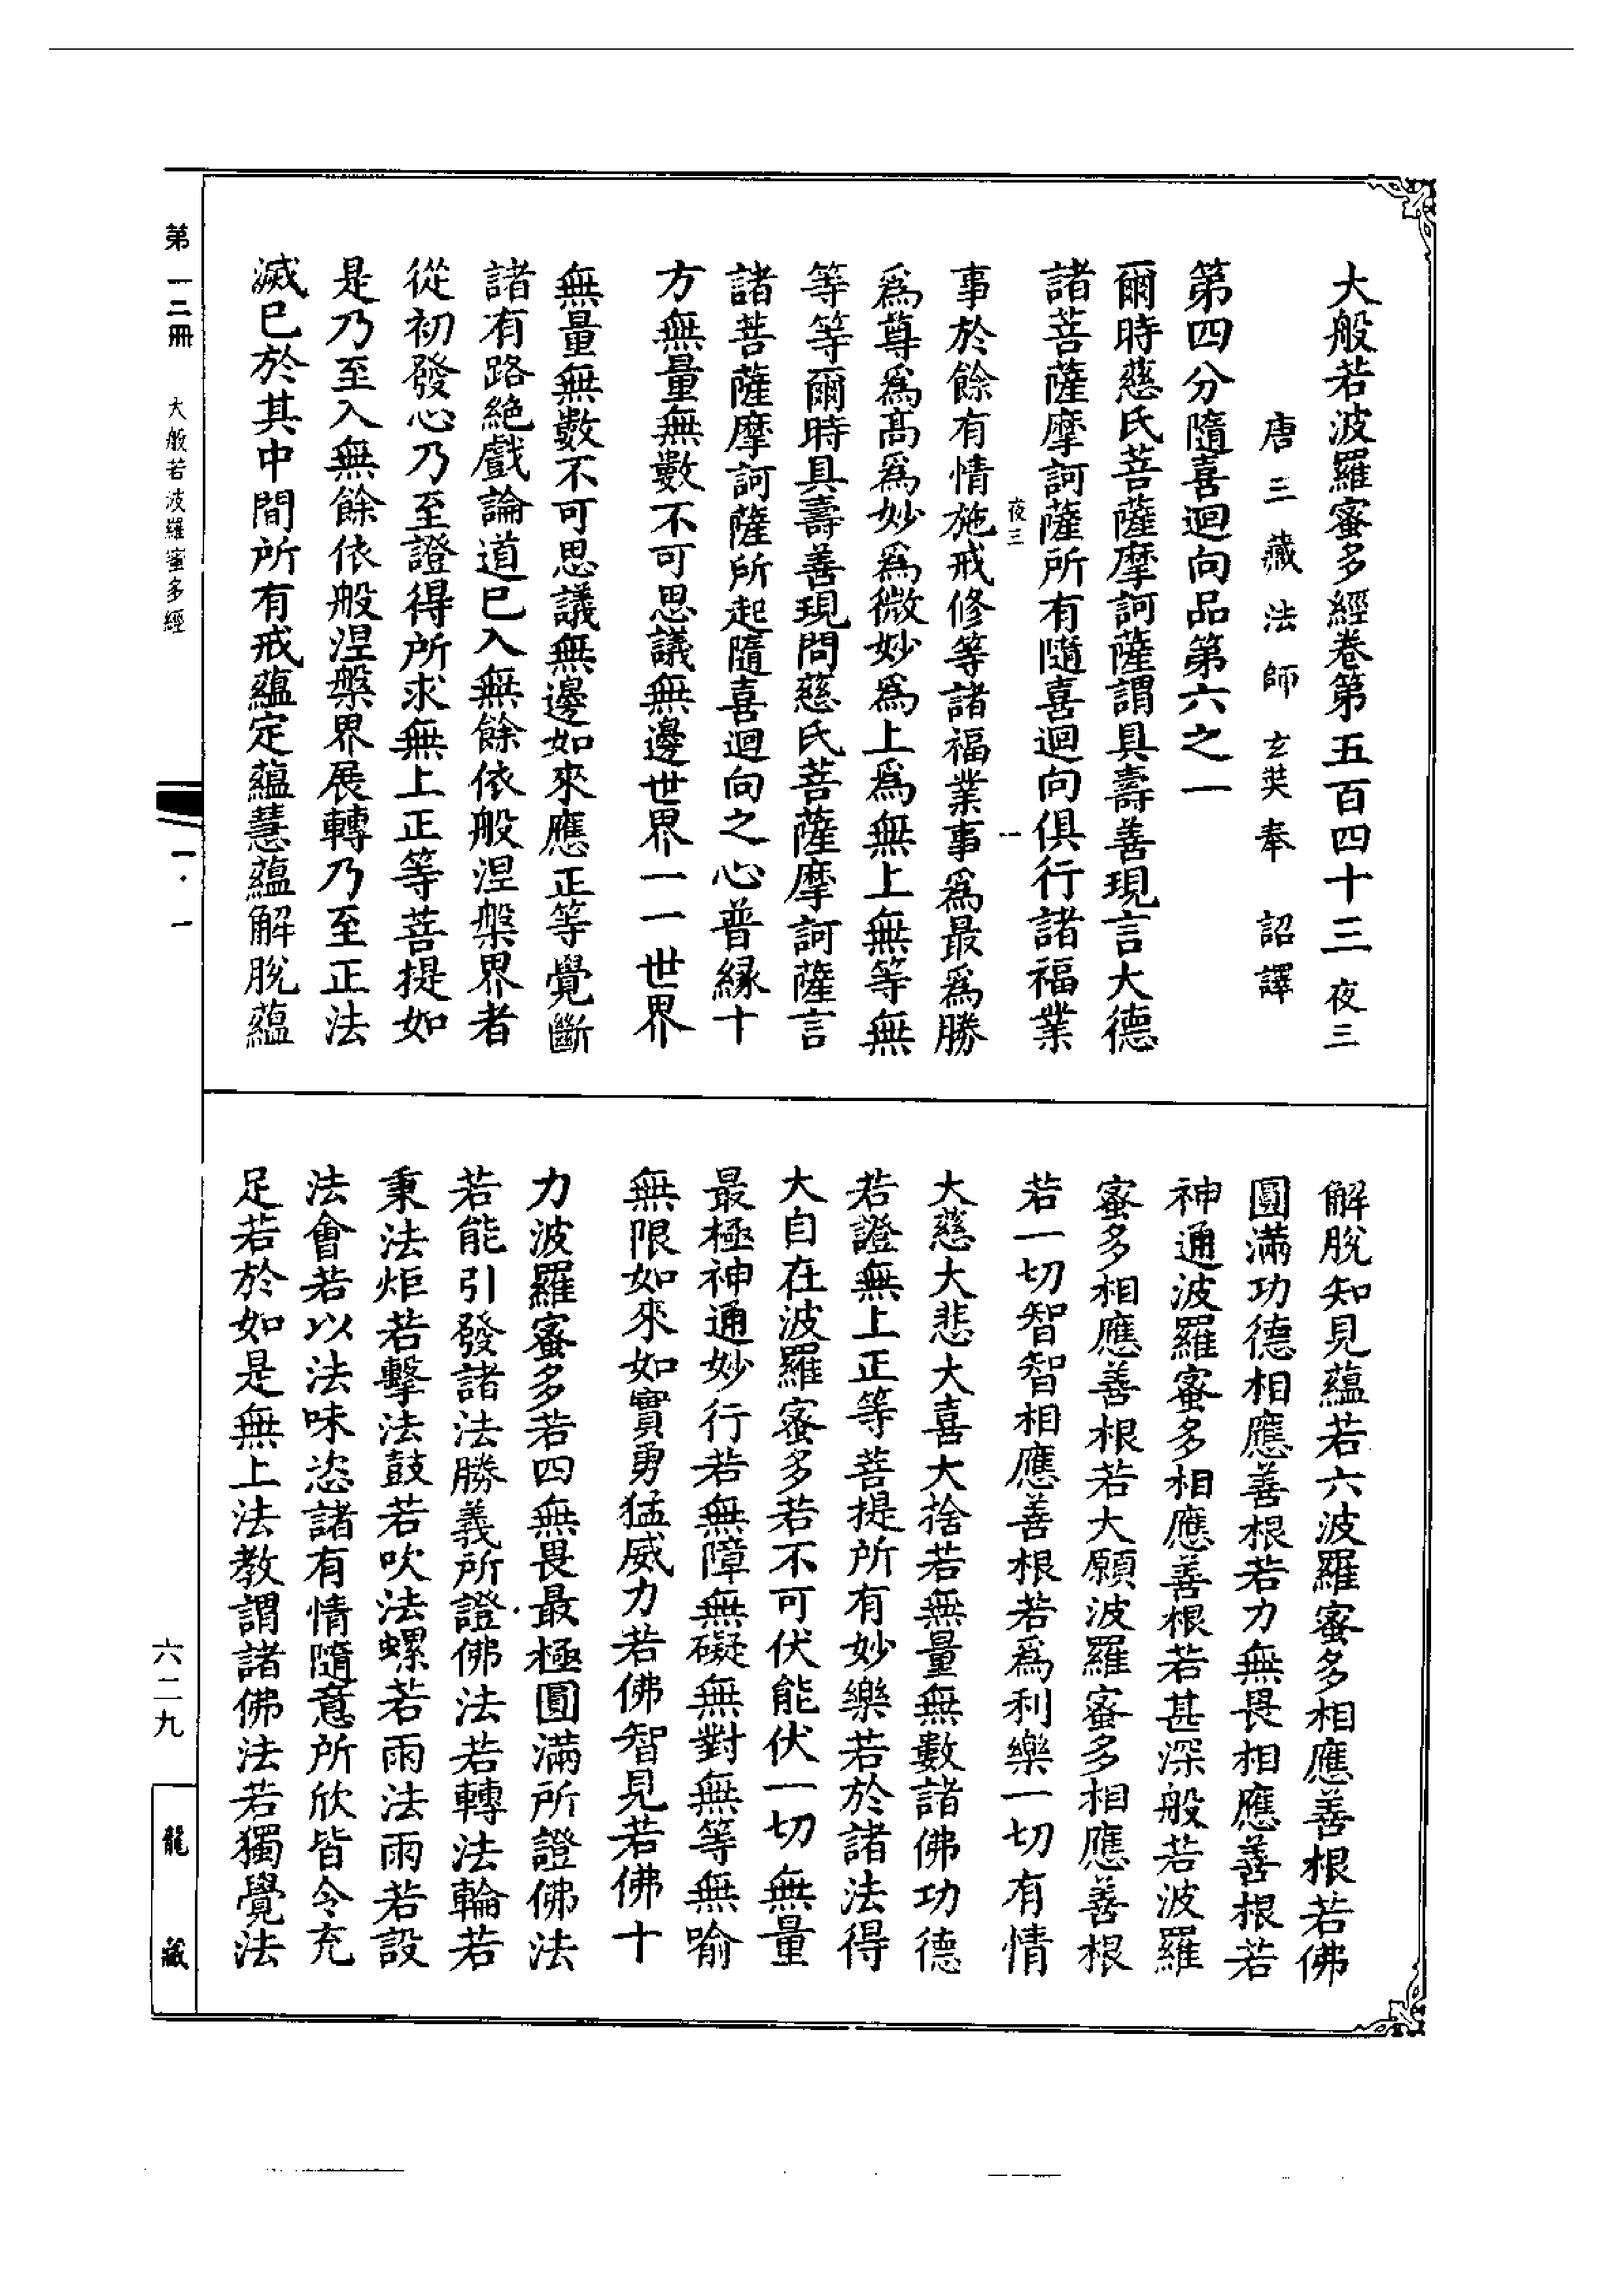 大般若波羅蜜多經卷第五百四十三 夜三
唐三藏法師玄奘奉 詔譯
第四分隨喜迴向品第六之一
爾時慈氏菩薩摩訶薩謂具壽善現言大德
諸菩薩摩訶薩所有隨喜迴向俱行諸福業
夜三 一
事於餘有情施戒修等諸福業事爲最爲勝
爲尊爲高爲妙爲微妙爲上爲無上無等無
等等爾時具壽善現問慈氏菩薩摩訶薩言
諸菩薩摩訶薩所起隨喜迴向之心普緣十
方無量無數不可思議無邊世界一一世界
無量無數不可思議無邊如來應正等覺斷
諸有路絶戲論道已入無餘依般涅槃界者
從初發心乃至證得所求無上正等菩提如
是乃至入無餘依般涅槃界展轉乃至正法
滅已於其中間所有戒蘊定蘊慧蘊解脫蘊
解脫知見蘊若六波羅蜜多相應善根若佛
圓滿功德相應善根若力無畏相應善根若
神通波羅蜜多相應善根若甚深般若波羅
蜜多相應善根若大願波羅蜜多相應善根
若一切智智相應善根若爲利樂一切有情
大慈大悲大喜大捨若無量無數諸佛功德
若證無上正等菩提所有妙樂若於諸法得
大自在波羅蜜多若不可伏能伏一切無量
最極神通妙行若無障無礙無對無等無喻
無限如來如實勇猛威力若佛智見若佛十
力波羅蜜多若四無畏最極圓滿所證佛法
若能引發諸法勝義所證佛法若轉法輪若
秉法炬若擊法鼓若吹法螺若雨法雨若設
法會若以法味恣諸有情隨意所欣皆令充
足若於如是無上法教謂諸佛法若獨覺法
第一二冊 大般若波羅蜜多經 一·一
六二九
龍藏